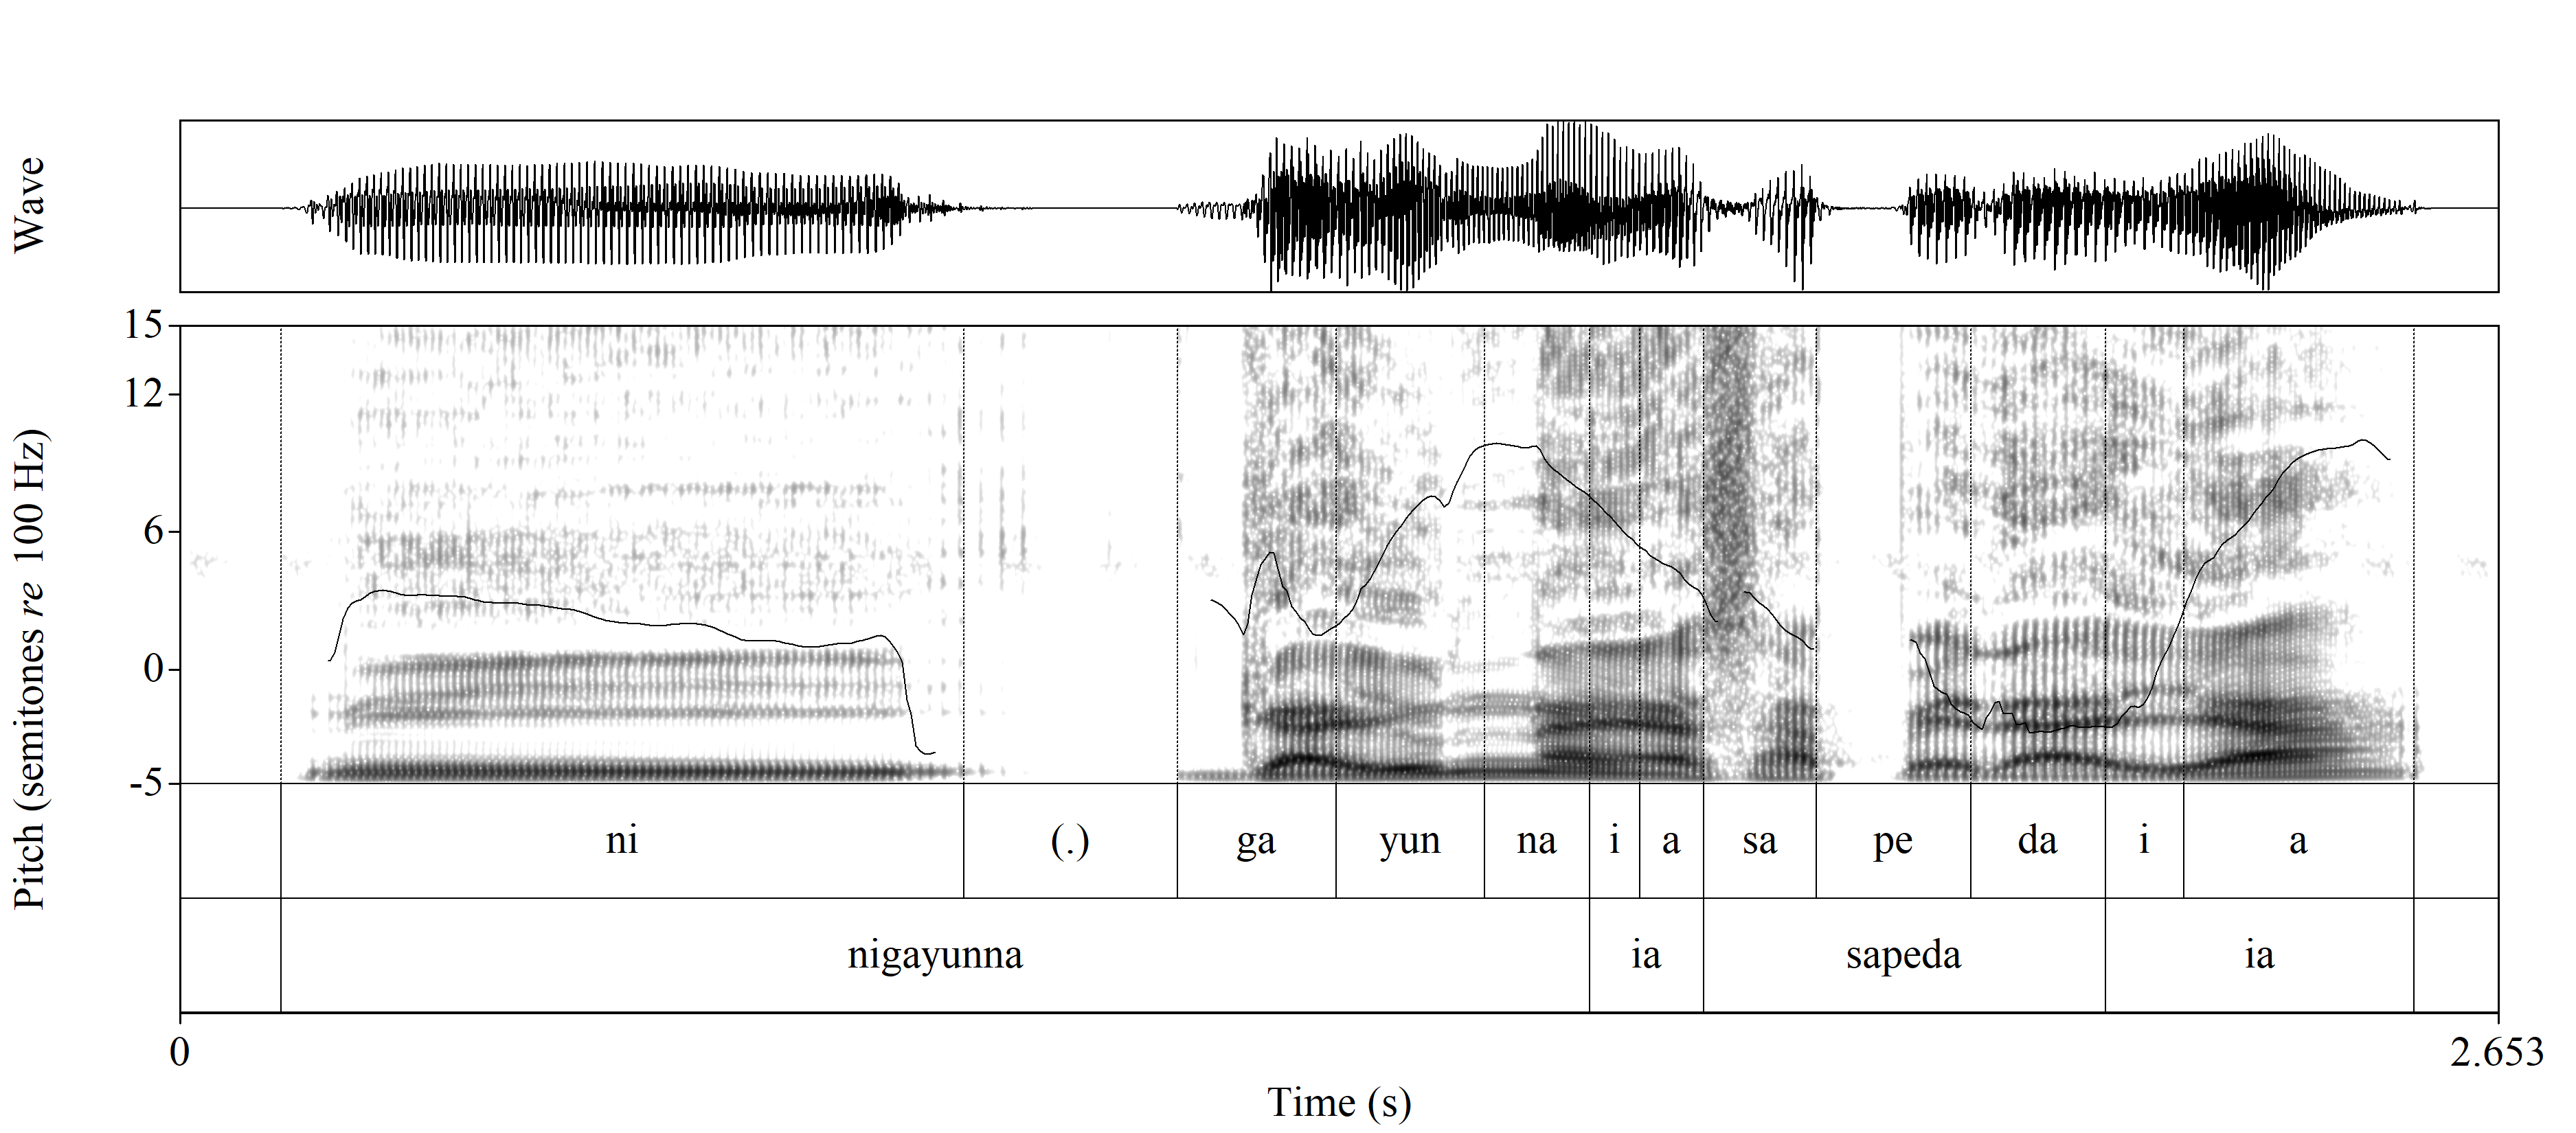 Wave
Pitch (semitones re 100 Hz)
15
12
6
0
-5
ni (.) ga yun na i a sa pe da i a
nigayunna ia sapeda ia
0 2.653
Time (s)